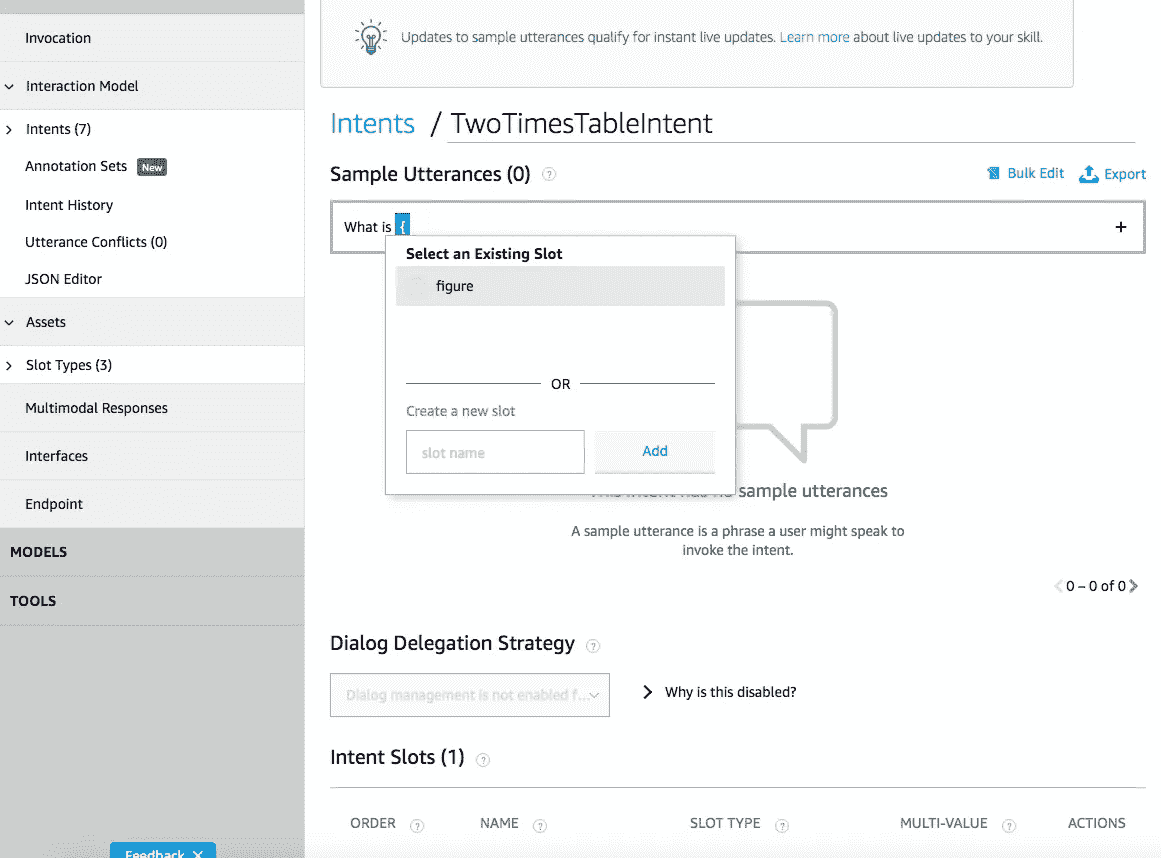 Invocation
Interaction Model
Intents (7)
Annotation Sets New
Intent History
Utterance Conflicts (0)
JSON Editor
Assets
Slot Types (3)
Multimodal Responses
Interfaces
Endpoint
MODELS
TOOLS
Feedback X
Updates to sample utterances qualify for instant live updates. Learn more about live updates to your skill.
Intents / TwoTimesTableIntent
Sample Utterances (0) ?
Bulk Edit Export
What is { +
Select an Existing Slot
figure
OR
Create a new slot
slot name Add
sample utterances
A sample utterance is a phrase a user might speak to
invoke the intent.
0 – 0 of 0
Dialog Delegation Strategy ?
Dialog management is not enabled f...
Why is this disabled?
Intent Slots (1) ?
ORDER ? NAME ? SLOT TYPE ? MULTI-VALUE ? ACTIONS